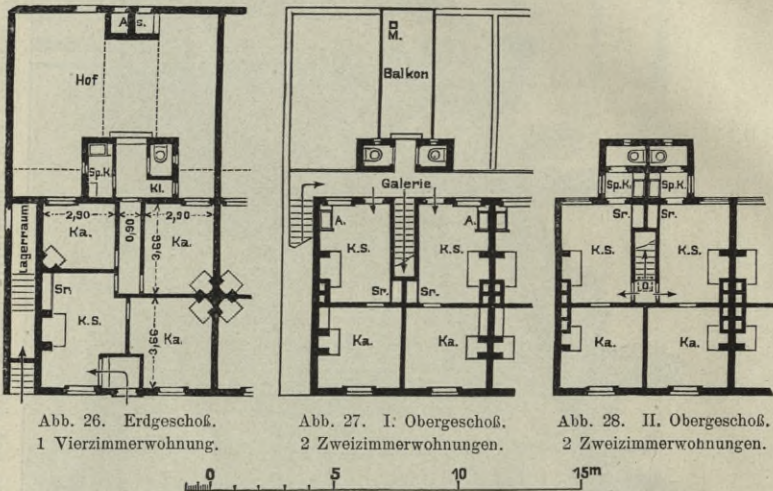 A. s.
Hof
Sp.K.
Kl.
Lagerraum
2,90
0,90
2,90
Ka.
3,66
Ka.
Sr.
K.S.
3,66
Ka.
Abb. 26. Erdgeschoß.
1 Vierzimmerwohnung.
M.
Balkon
Galerie
A.
A.
K.S.
K.S.
Sr.
Sr.
Ka.
Ka.
Abb. 27. I. Obergeschoß.
2 Zweizimmerwohnungen.
Sp.K.
Sp.K.
Sr.
Sr.
K.S.
K.S.
O.
Ka.
Ka.
Abb. 28. II. Obergeschoß.
2 Zweizimmerwohnungen.
0 5 10 15m